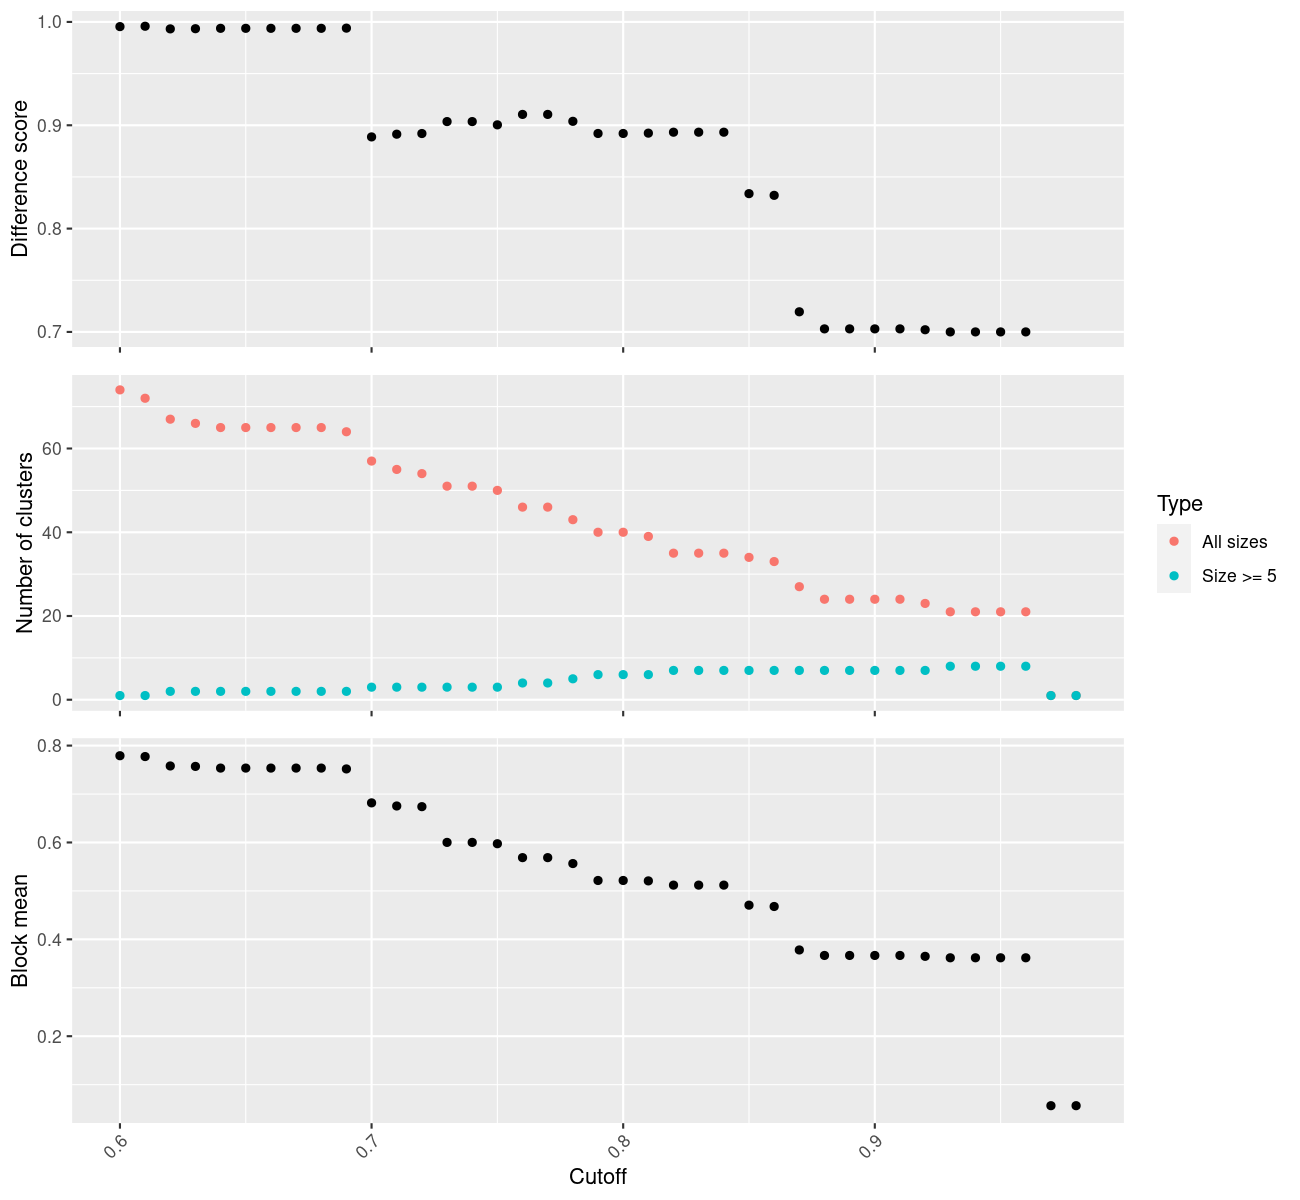 Difference score
1.0
0.9
0.8
0.7
Number of clusters
60
40
20
0
Type
All sizes
Size >= 5
Block mean
0.8
0.6
0.4
0.2
0.6
0.7
0.8
0.9
Cutoff